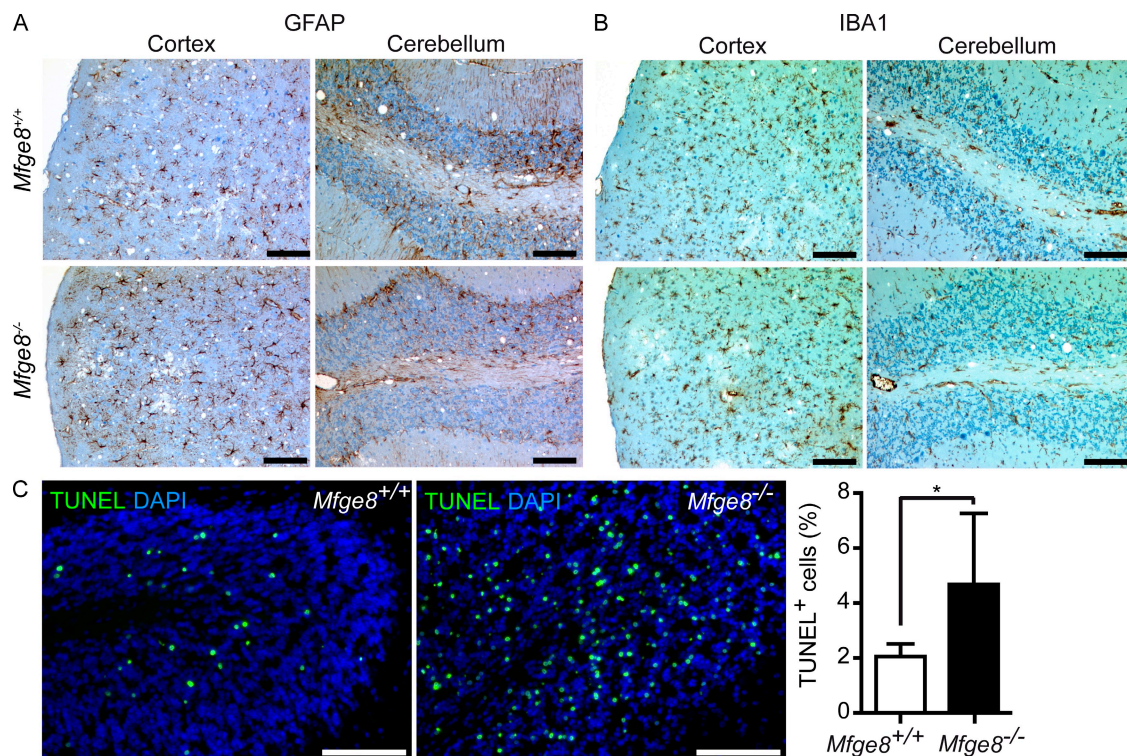 A GFAP B IBA1
Cortex Cerebellum Cortex Cerebellum
Mfge8+/+
Mfge8-/-
C TUNEL DAPI Mfge8+/+ TUNEL DAPI Mfge8-/-
TUNEL+ cells (%)
8
6
4
2
0
*
Mfge8+/+ Mfge8-/-